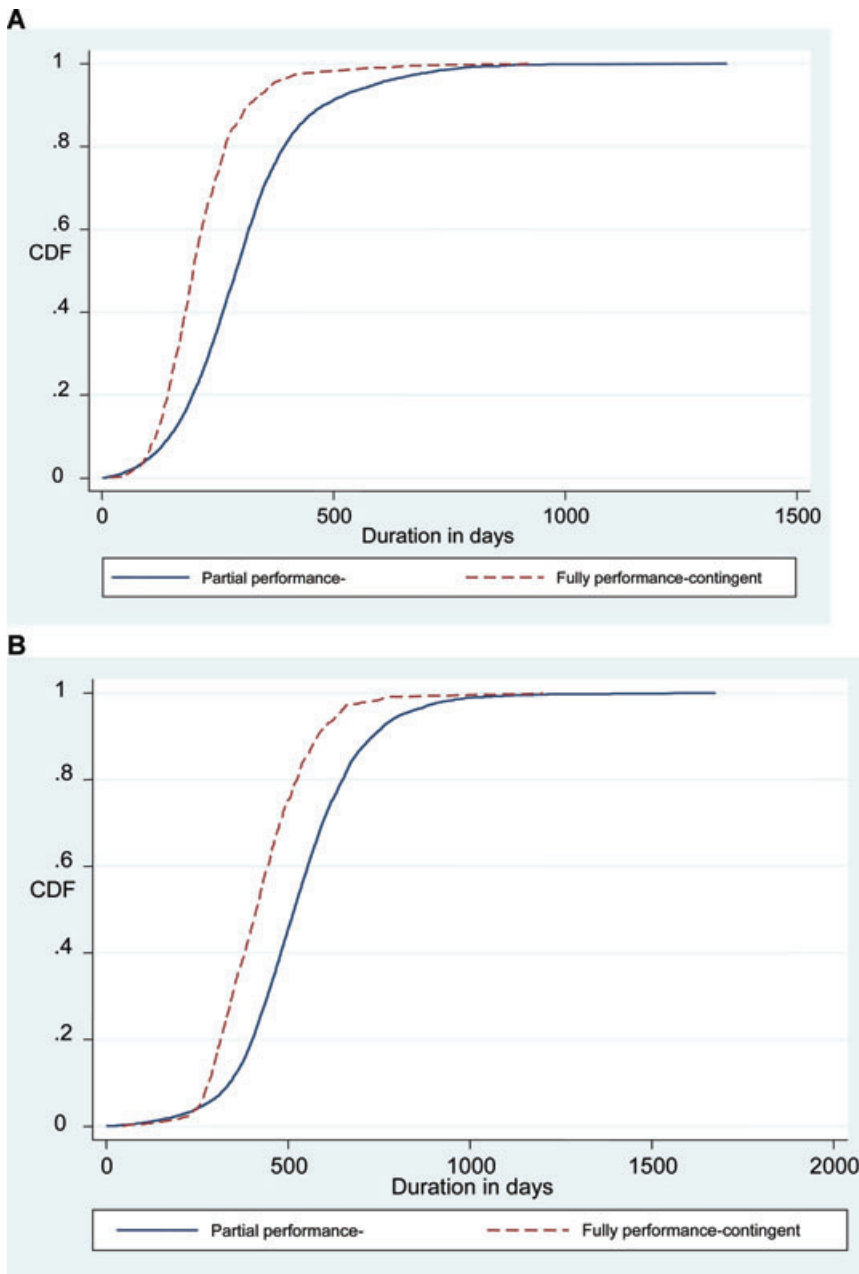 A
1
.8
.6
CDF
.4
.2
0
0 500 1000 1500
Duration in days
Partial performance- Fully performance-contingent
B
1
.8
.6
CDF
.4
.2
0
0 500 1000 1500 2000
Duration in days
Partial performance- Fully performance-contingent